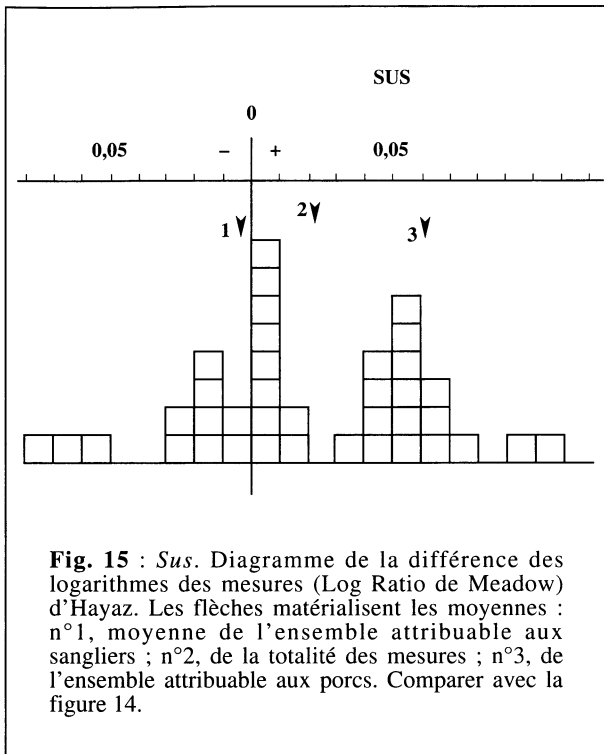 SUS
0
0,05 – + 0,05
1 2 3
Fig. 15 : Sus. Diagramme de la différence des
logarithmes des mesures (Log Ratio de Meadow)
d'Hayaz. Les flèches matérialisent les moyennes :
n°1, moyenne de l'ensemble attribuable aux
sangliers ; n°2, de la totalité des mesures ; n°3, de
l'ensemble attribuable aux porcs. Comparer avec la
figure 14.